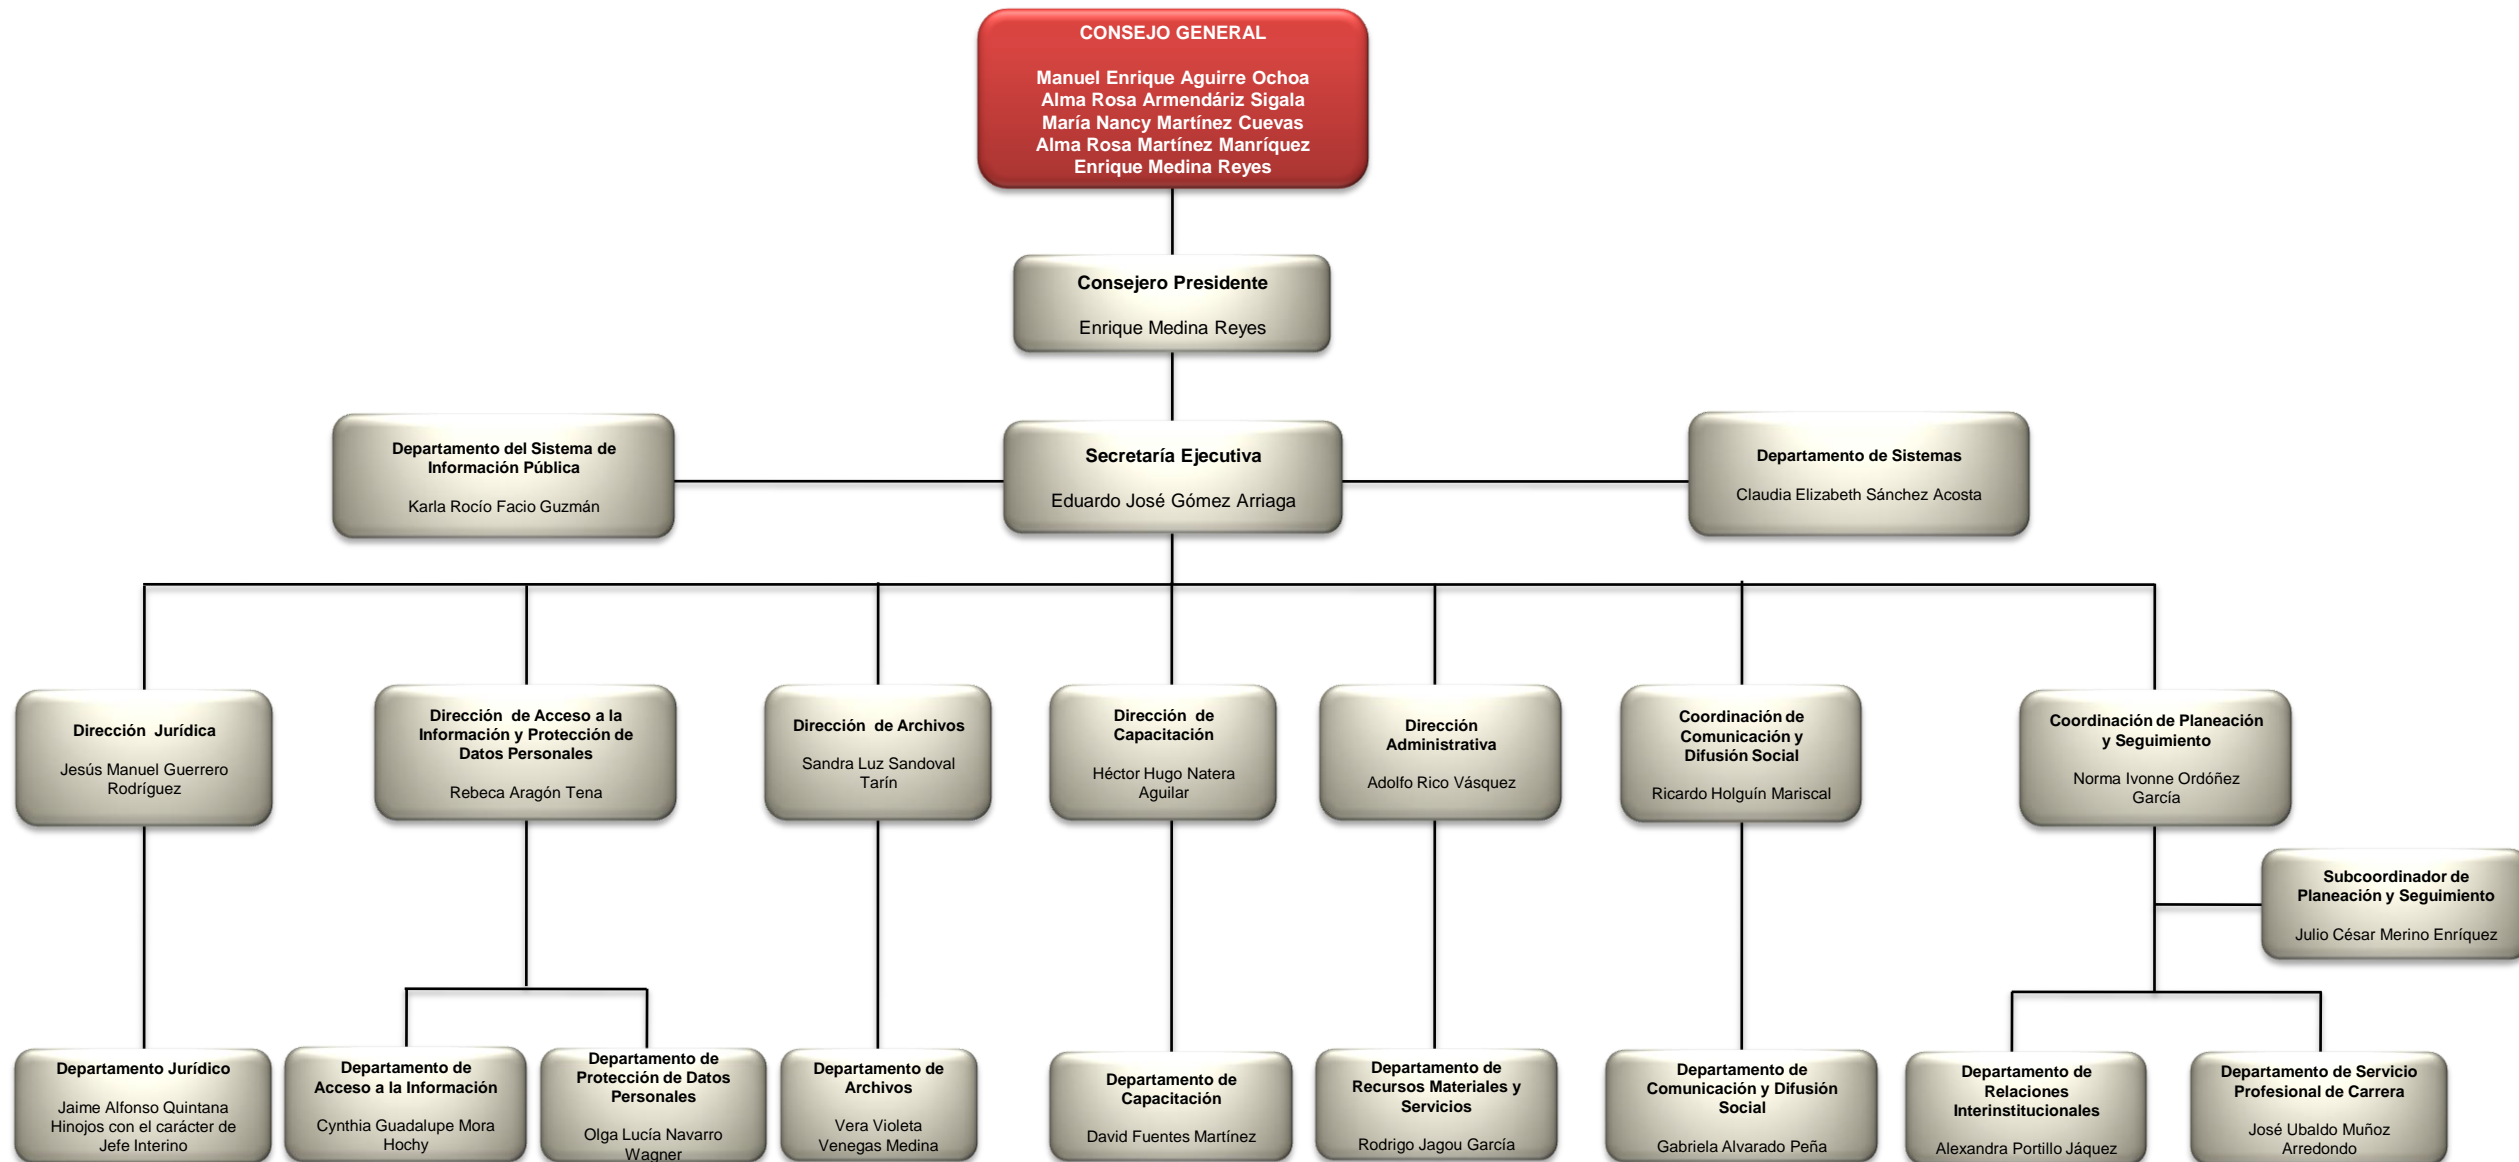 CONSEJO GENERAL
Manuel Enrique Aguirre Ochoa
Alma Rosa Armendáriz Sigala
María Nancy Martínez Cuevas
Alma Rosa Martínez Manríquez
Enrique Medina Reyes
Consejero Presidente
Enrique Medina Reyes
Departamento del Sistema de
Información Pública
Karla Rocío Facio Guzmán
Secretaría Ejecutiva
Eduardo José Gómez Arriaga
Departamento de Sistemas
Claudia Elizabeth Sánchez Acosta
Dirección Jurídica
Jesús Manuel Guerrero
Rodríguez
Dirección de Acceso a la
Información y Protección de
Datos Personales
Rebeca Aragón Tena
Dirección de Archivos
Sandra Luz Sandoval
Tarín
Dirección de
Capacitación
Héctor Hugo Natera
Aguilar
Dirección
Administrativa
Adolfo Rico Vásquez
Coordinación de
Comunicación y
Difusión Social
Ricardo Holguín Mariscal
Coordinación de Planeación
y Seguimiento
Norma Ivonne Ordóñez
García
Subcoordinador de
Planeación y Seguimiento
Julio César Merino Enríquez
Departamento Jurídico
Jaime Alfonso Quintana
Hinojos con el carácter de
Jefe Interino
Departamento de
Acceso a la Información
Cynthia Guadalupe Mora
Hochy
Departamento de
Protección de Datos
Personales
Olga Lucía Navarro
Wagner
Departamento de
Archivos
Vera Violeta
Venegas Medina
Departamento de
Capacitación
David Fuentes Martínez
Departamento de
Recursos Materiales y
Servicios
Rodrigo Jagou García
Departamento de
Comunicación y Difusión
Social
Gabriela Alvarado Peña
Departamento de
Relaciones
Interinstitucionales
Alexandra Portillo Jáquez
Departamento de Servicio
Profesional de Carrera
José Ubaldo Muñoz
Arredondo